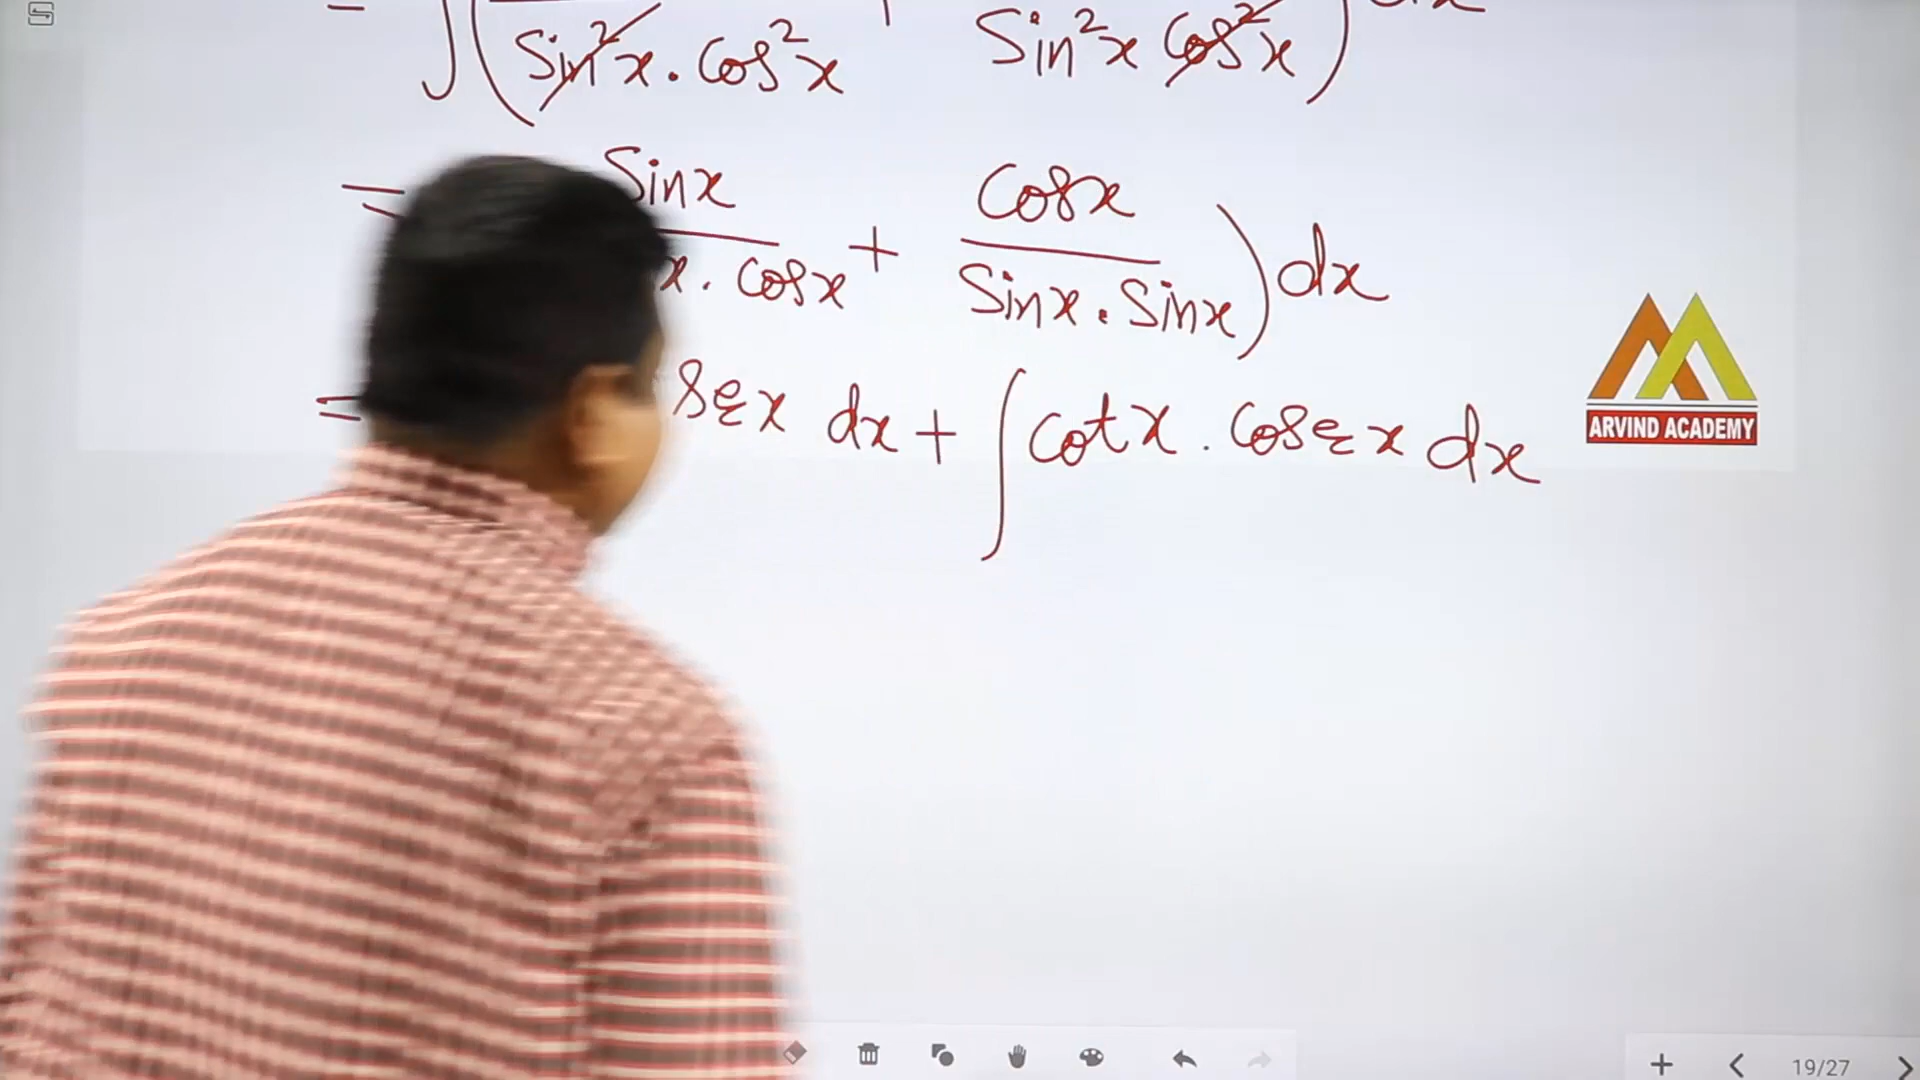 = ∫( Sin²x . Cos²x + Sin²x Cos²x ) dx
= Sinx + Cosx
x . Cosx Sinx . Sinx ) dx
= Secx dx + ∫ Cotx . Cosecx dx
ARVIND ACADEMY
19/27